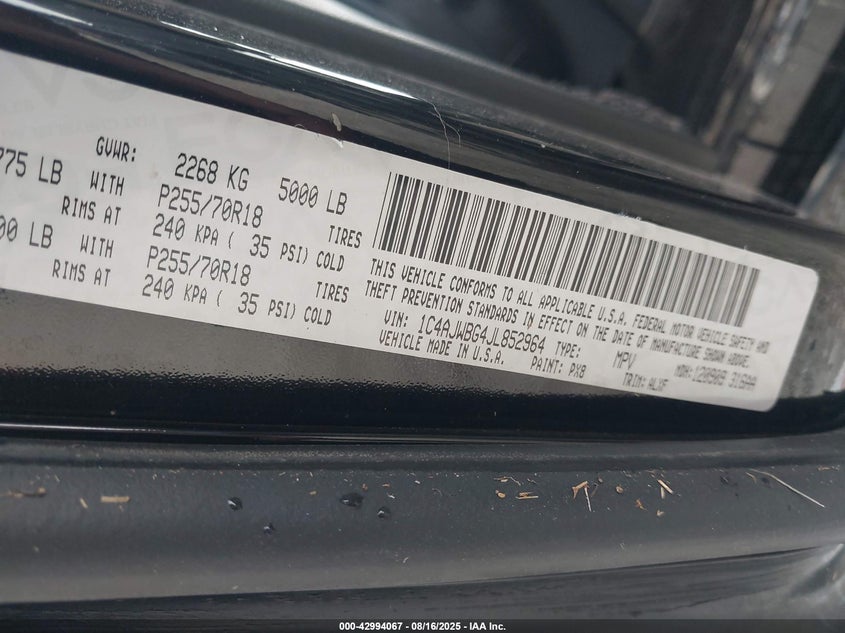 GVWR: 2268 KG 5000 LB
775 LB WITH P255/70R18 TIRES
RIMS AT 240 KPA ( 35 PSI) COLD
00 LB WITH P255/70R18 TIRES
RIMS AT 240 KPA ( 35 PSI) COLD
THIS VEHICLE CONFORMS TO ALL APPLICABLE U.S.A. FEDERAL MOTOR VEHICLE SAFETY AND
THEFT PREVENTION STANDARDS IN EFFECT ON THE DATE OF MANUFACTURE SHOWN ABOVE.
VIN: 1C4AJWBG4JL852964 TYPE: MPV MDH:
VEHICLE MADE IN U.S.A. PAINT: PX8 TRIM:
000-42994067 - 08/16/2025 - IAA Inc.